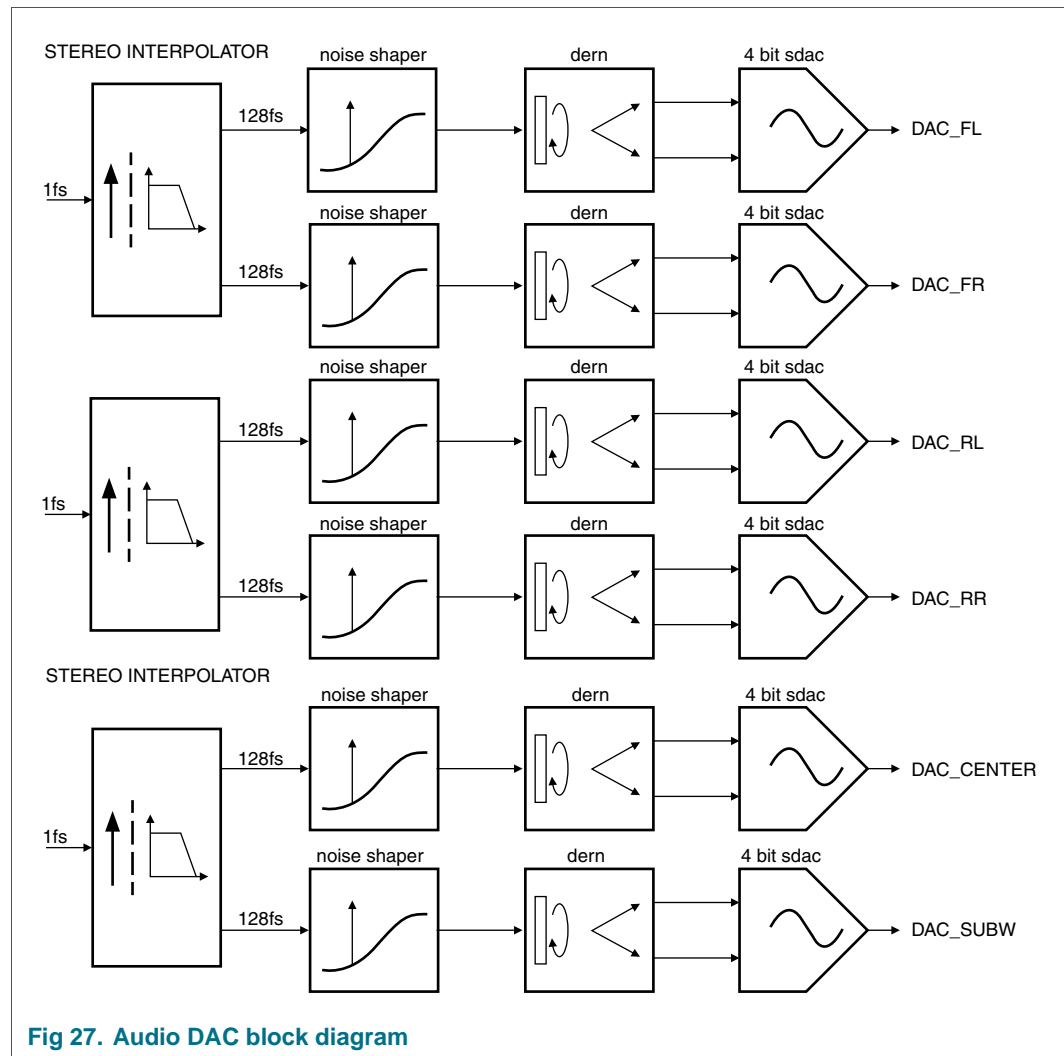 STEREO INTERPOLATOR
noise shaper
dern
4 bit sdac
128fs
DAC_FL
1fs
noise shaper
dern
4 bit sdac
128fs
DAC_FR
noise shaper
dern
4 bit sdac
128fs
DAC_RL
1fs
noise shaper
dern
4 bit sdac
128fs
DAC_RR
STEREO INTERPOLATOR
noise shaper
dern
4 bit sdac
128fs
DAC_CENTER
1fs
noise shaper
dern
4 bit sdac
128fs
DAC_SUBW
Fig 27. Audio DAC block diagram